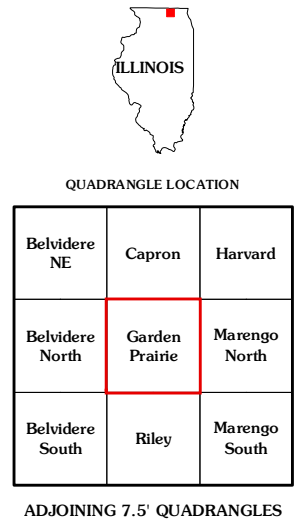 ILLINOIS
QUADRANGLE LOCATION
Belvidere
NE
Capron
Harvard
Belvidere
North
Garden
Prairie
Marengo
North
Belvidere
South
Riley
Marengo
South
ADJOINING 7.5' QUADRANGLES